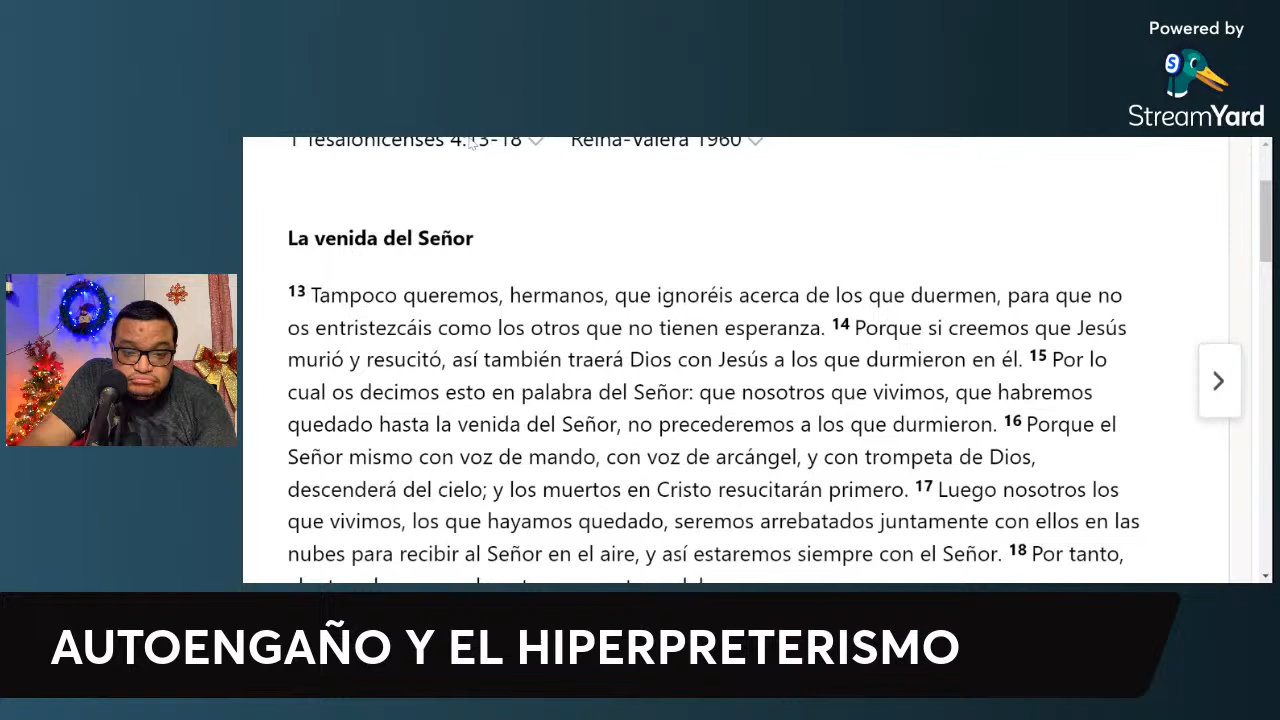 Powered by
StreamYard
1 Tesalonicenses 4:13-18 Reina-Valera 1960
La venida del Señor
13 Tampoco queremos, hermanos, que ignoréis acerca de los que duermen, para que no
os entristezcáis como los otros que no tienen esperanza. 14 Porque si creemos que Jesús
murió y resucitó, así también traerá Dios con Jesús a los que durmieron en él. 15 Por lo
cual os decimos esto en palabra del Señor: que nosotros que vivimos, que habremos
quedado hasta la venida del Señor, no precederemos a los que durmieron. 16 Porque el
Señor mismo con voz de mando, con voz de arcángel, y con trompeta de Dios,
descenderá del cielo; y los muertos en Cristo resucitarán primero. 17 Luego nosotros los
que vivimos, los que hayamos quedado, seremos arrebatados juntamente con ellos en las
nubes para recibir al Señor en el aire, y así estaremos siempre con el Señor. 18 Por tanto,
AUTOENGAÑO Y EL HIPERPRETERISMO